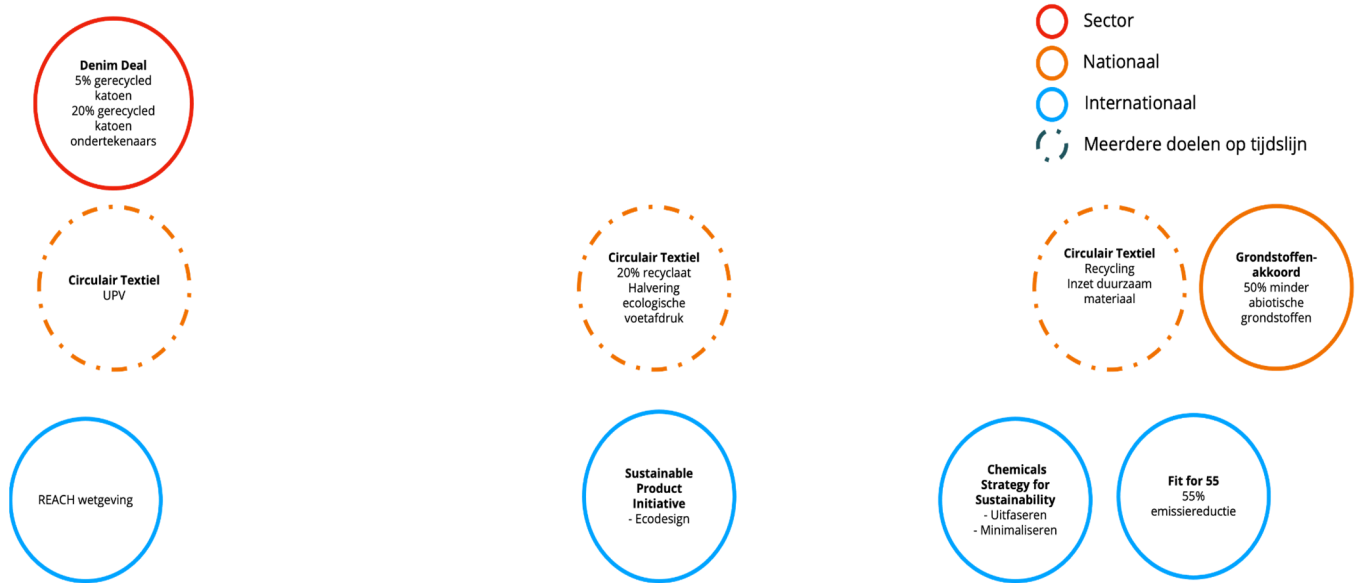 Sector
Nationaal
Internationaal
Meerdere doelen op tijdslijn
Denim Deal
5% gerecycled
katoen
20% gerecycled
katoen
ondertekenaars
Circulair Textiel
UPV
Circulair Textiel
20% recyclaat
Halvering
ecologische
voetafdruk
Circulair Textiel
Recycling
Inzet duurzaam
materiaal
Grondstoffen-
akkoord
50% minder
abiotische
grondstoffen
REACH wetgeving
Sustainable
Product
Initiative
- Ecodesign
Chemicals
Strategy for
Sustainability
- Uitfaseren
- Minimaliseren
Fit for 55
55%
emissiereductie